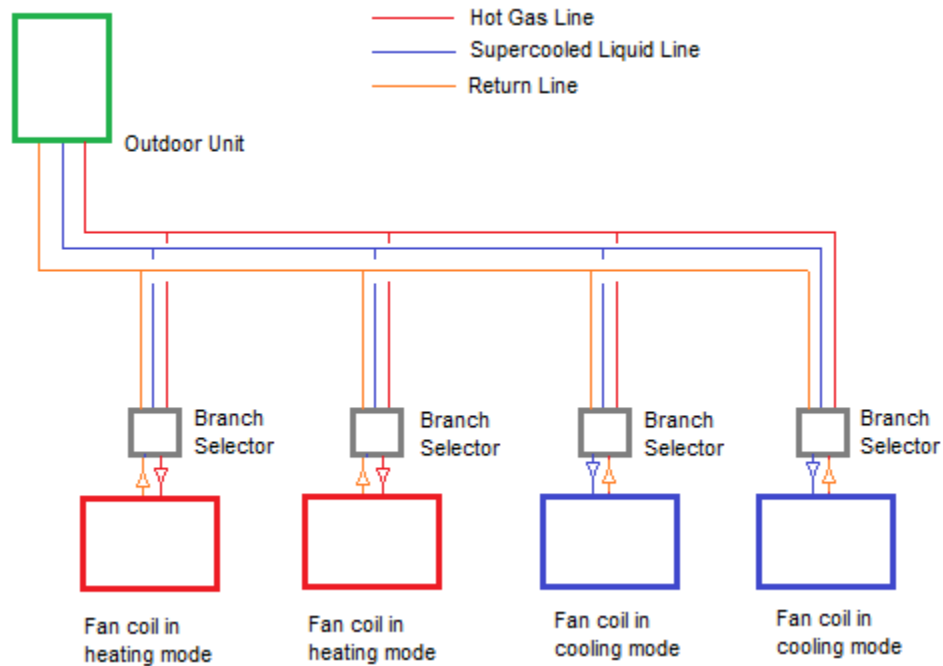 Hot Gas Line
Supercooled Liquid Line
Return Line
Outdoor Unit
Branch
Selector
Branch
Selector
Branch
Selector
Branch
Selector
Fan coil in
heating mode
Fan coil in
heating mode
Fan coil in
cooling mode
Fan coil in
cooling mode